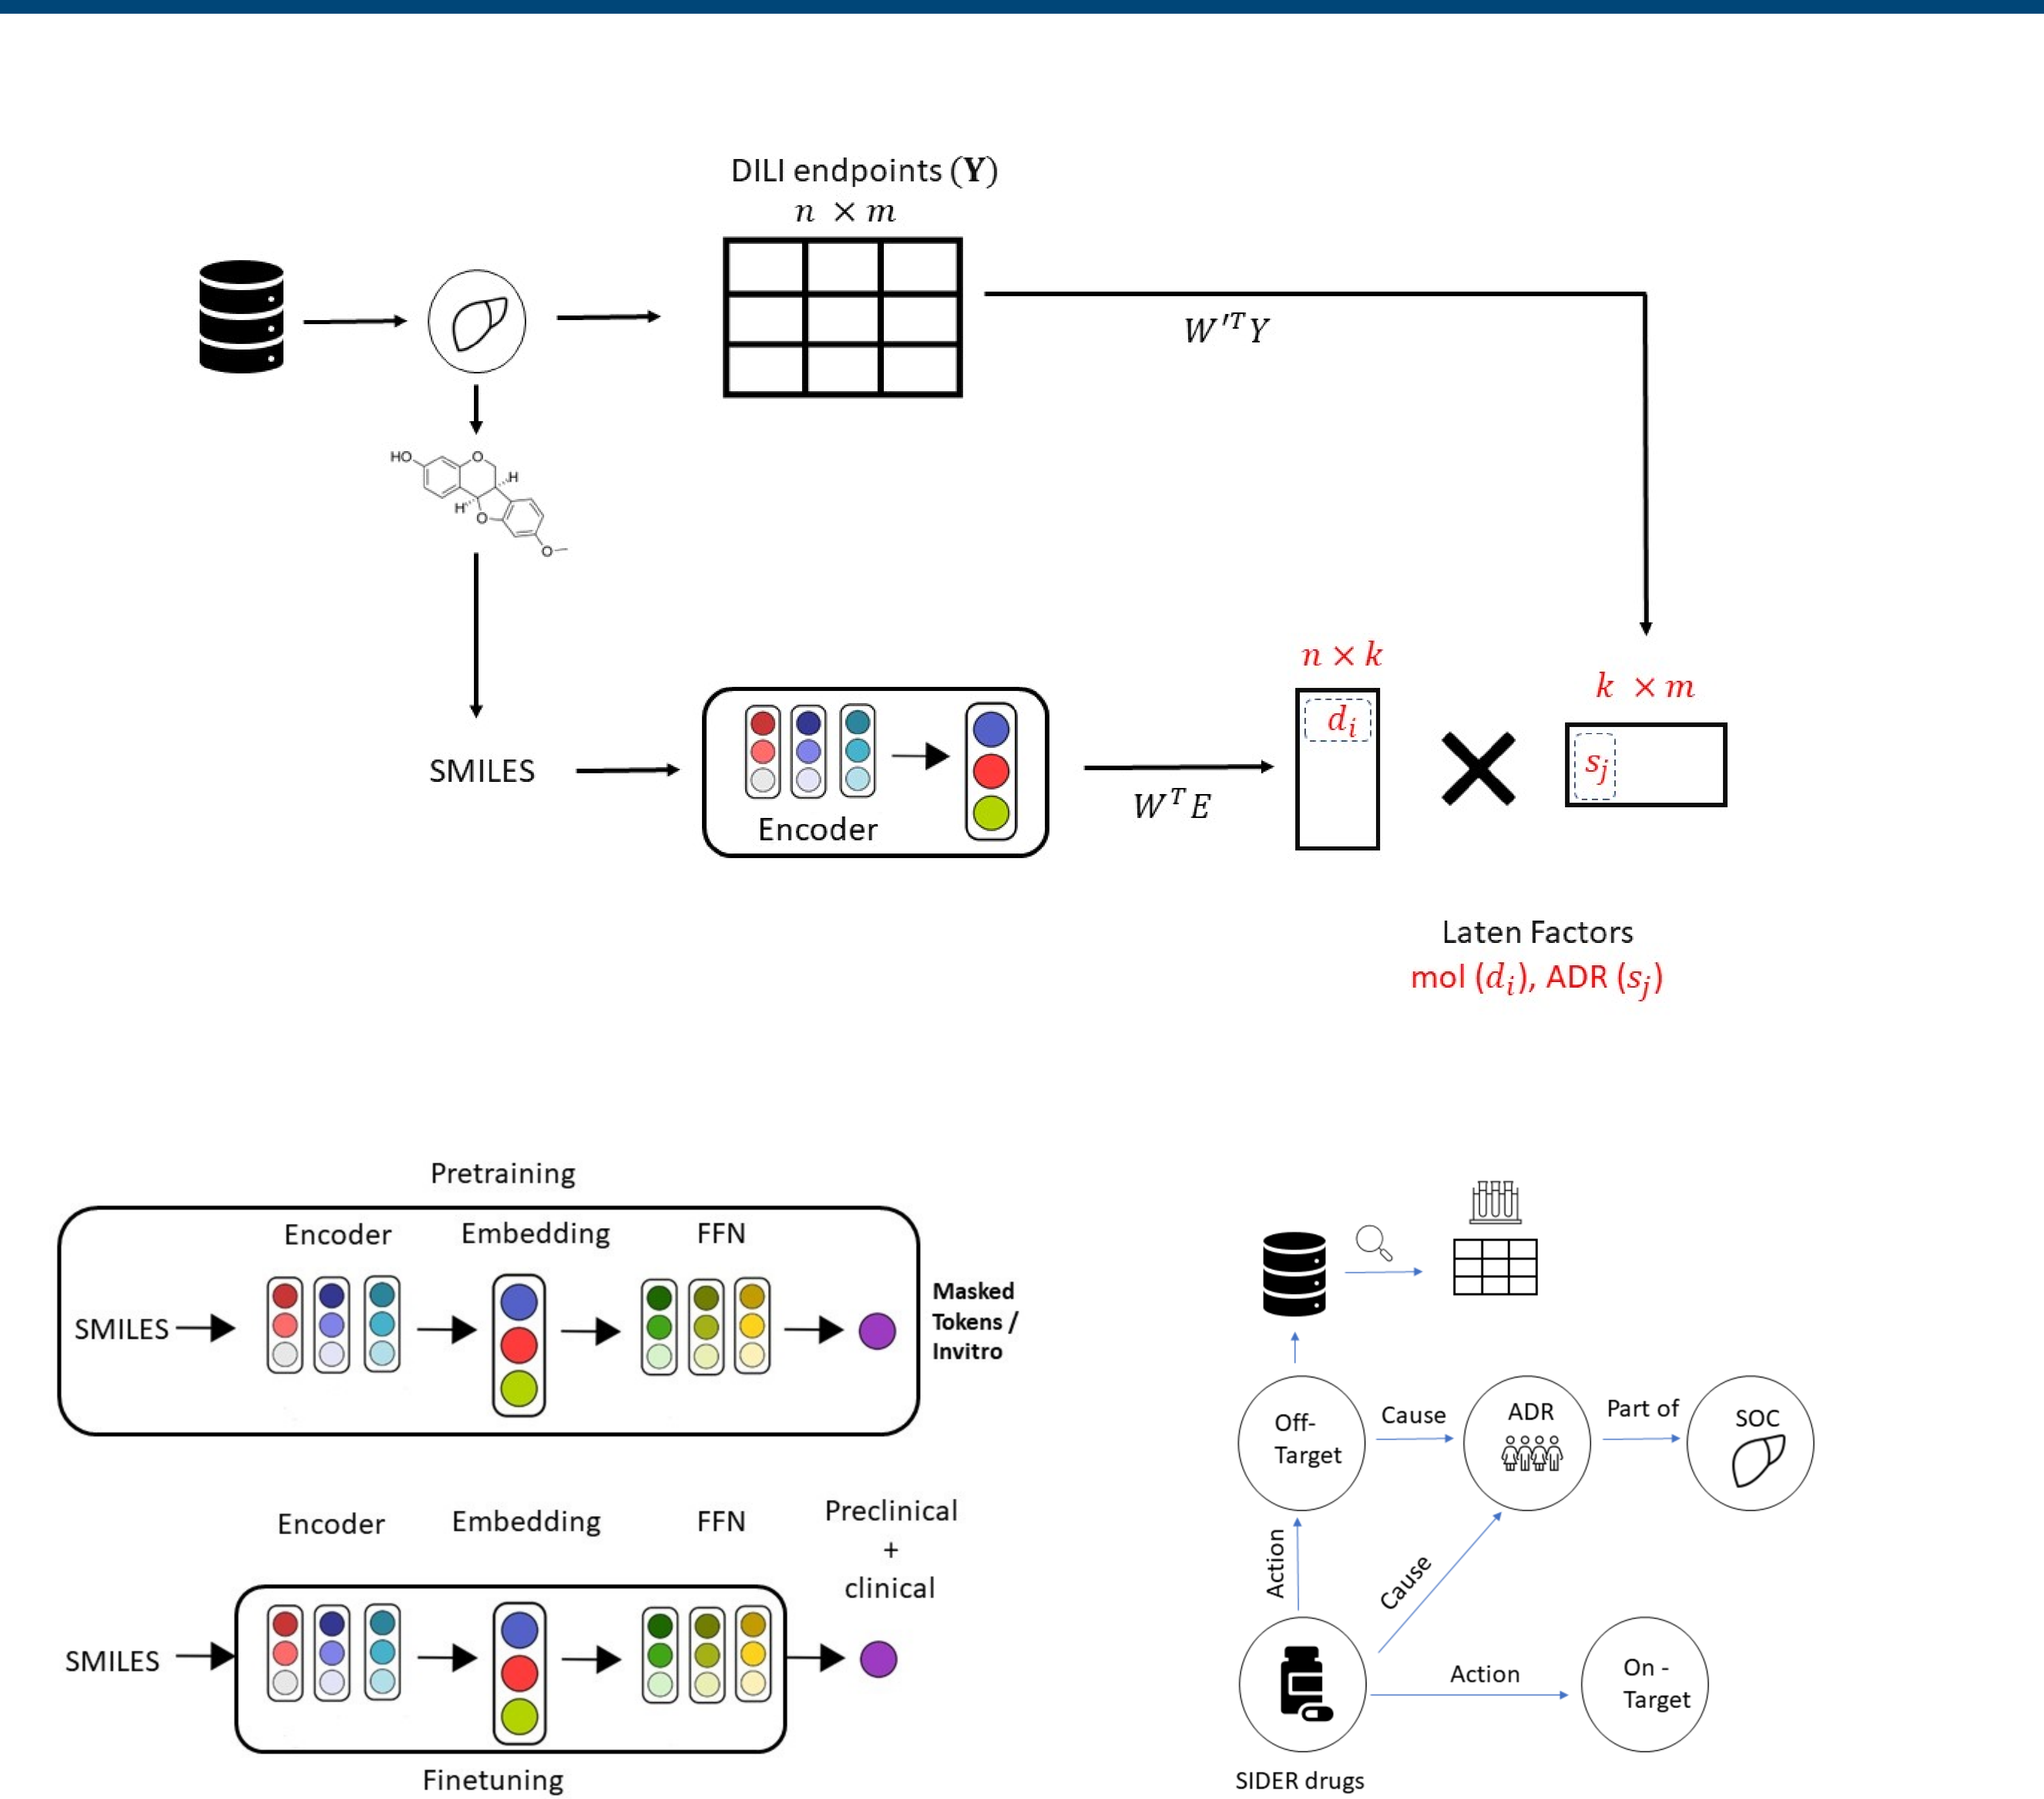 DILI endpoints (Y)
n × m
W′ᵀY
HO
O
H
H
O
O
n × k
k × m
dᵢ
sⱼ
SMILES
Encoder
WᵀE
Laten Factors
mol (dᵢ), ADR (sⱼ)
Pretraining
Encoder Embedding FFN
SMILES
Masked
Tokens /
Invitro
Encoder Embedding FFN
Preclinical
+
clinical
SMILES
Finetuning
Off-
Target
Cause
ADR
Part of
SOC
Action
Cause
Action
On -
Target
SIDER drugs